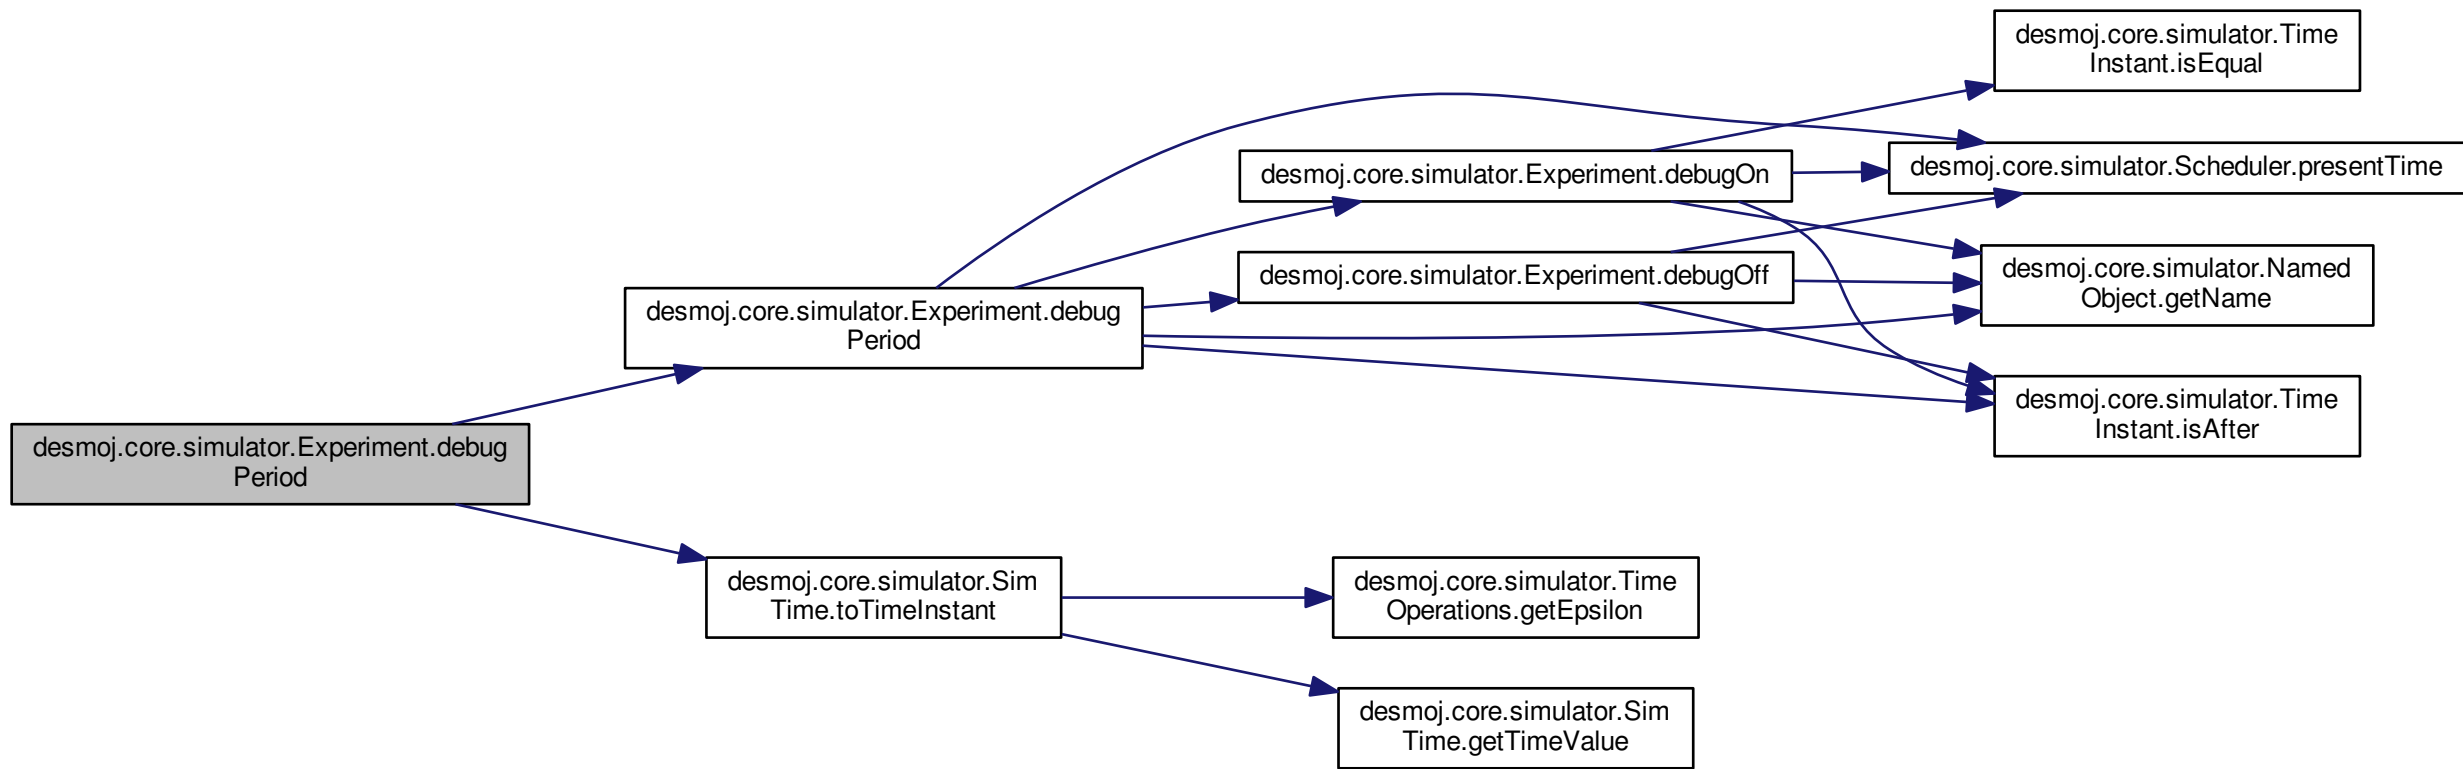 desmoj.core.simulator.Time
Instant.isEqual
desmoj.core.simulator.Experiment.debugOn
desmoj.core.simulator.Scheduler.presentTime
desmoj.core.simulator.Experiment.debugOff
desmoj.core.simulator.Named
Object.getName
desmoj.core.simulator.Experiment.debug
Period
desmoj.core.simulator.Time
Instant.isAfter
desmoj.core.simulator.Experiment.debug
Period
desmoj.core.simulator.Sim
Time.toTimeInstant
desmoj.core.simulator.Time
Operations.getEpsilon
desmoj.core.simulator.Sim
Time.getTimeValue